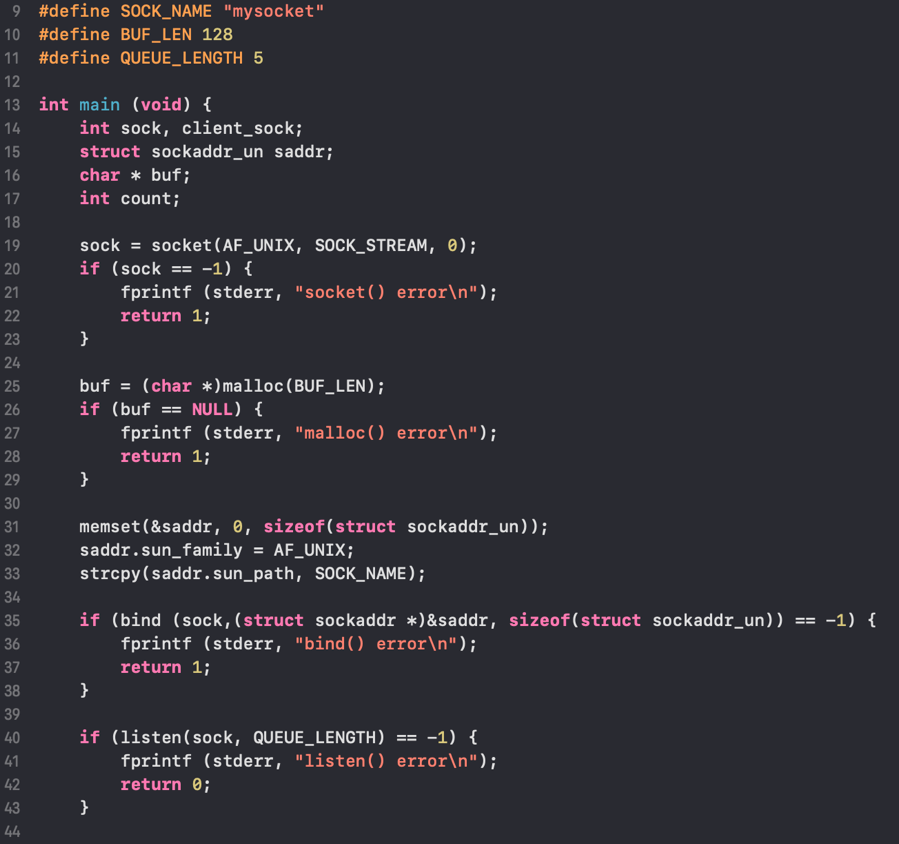 9 #define SOCK_NAME "mysocket"
10 #define BUF_LEN 128
11 #define QUEUE_LENGTH 5
12
13 int main (void) {
14     int sock, client_sock;
15     struct sockaddr_un saddr;
16     char * buf;
17     int count;
18
19     sock = socket(AF_UNIX, SOCK_STREAM, 0);
20     if (sock == -1) {
21         fprintf (stderr, "socket() error\n");
22         return 1;
23     }
24
25     buf = (char *)malloc(BUF_LEN);
26     if (buf == NULL) {
27         fprintf (stderr, "malloc() error\n");
28         return 1;
29     }
30
31     memset(&saddr, 0, sizeof(struct sockaddr_un));
32     saddr.sun_family = AF_UNIX;
33     strcpy(saddr.sun_path, SOCK_NAME);
34
35     if (bind (sock,(struct sockaddr *)&saddr, sizeof(struct sockaddr_un)) == -1) {
36         fprintf (stderr, "bind() error\n");
37         return 1;
38     }
39
40     if (listen(sock, QUEUE_LENGTH) == -1) {
41         fprintf (stderr, "listen() error\n");
42         return 0;
43     }
44